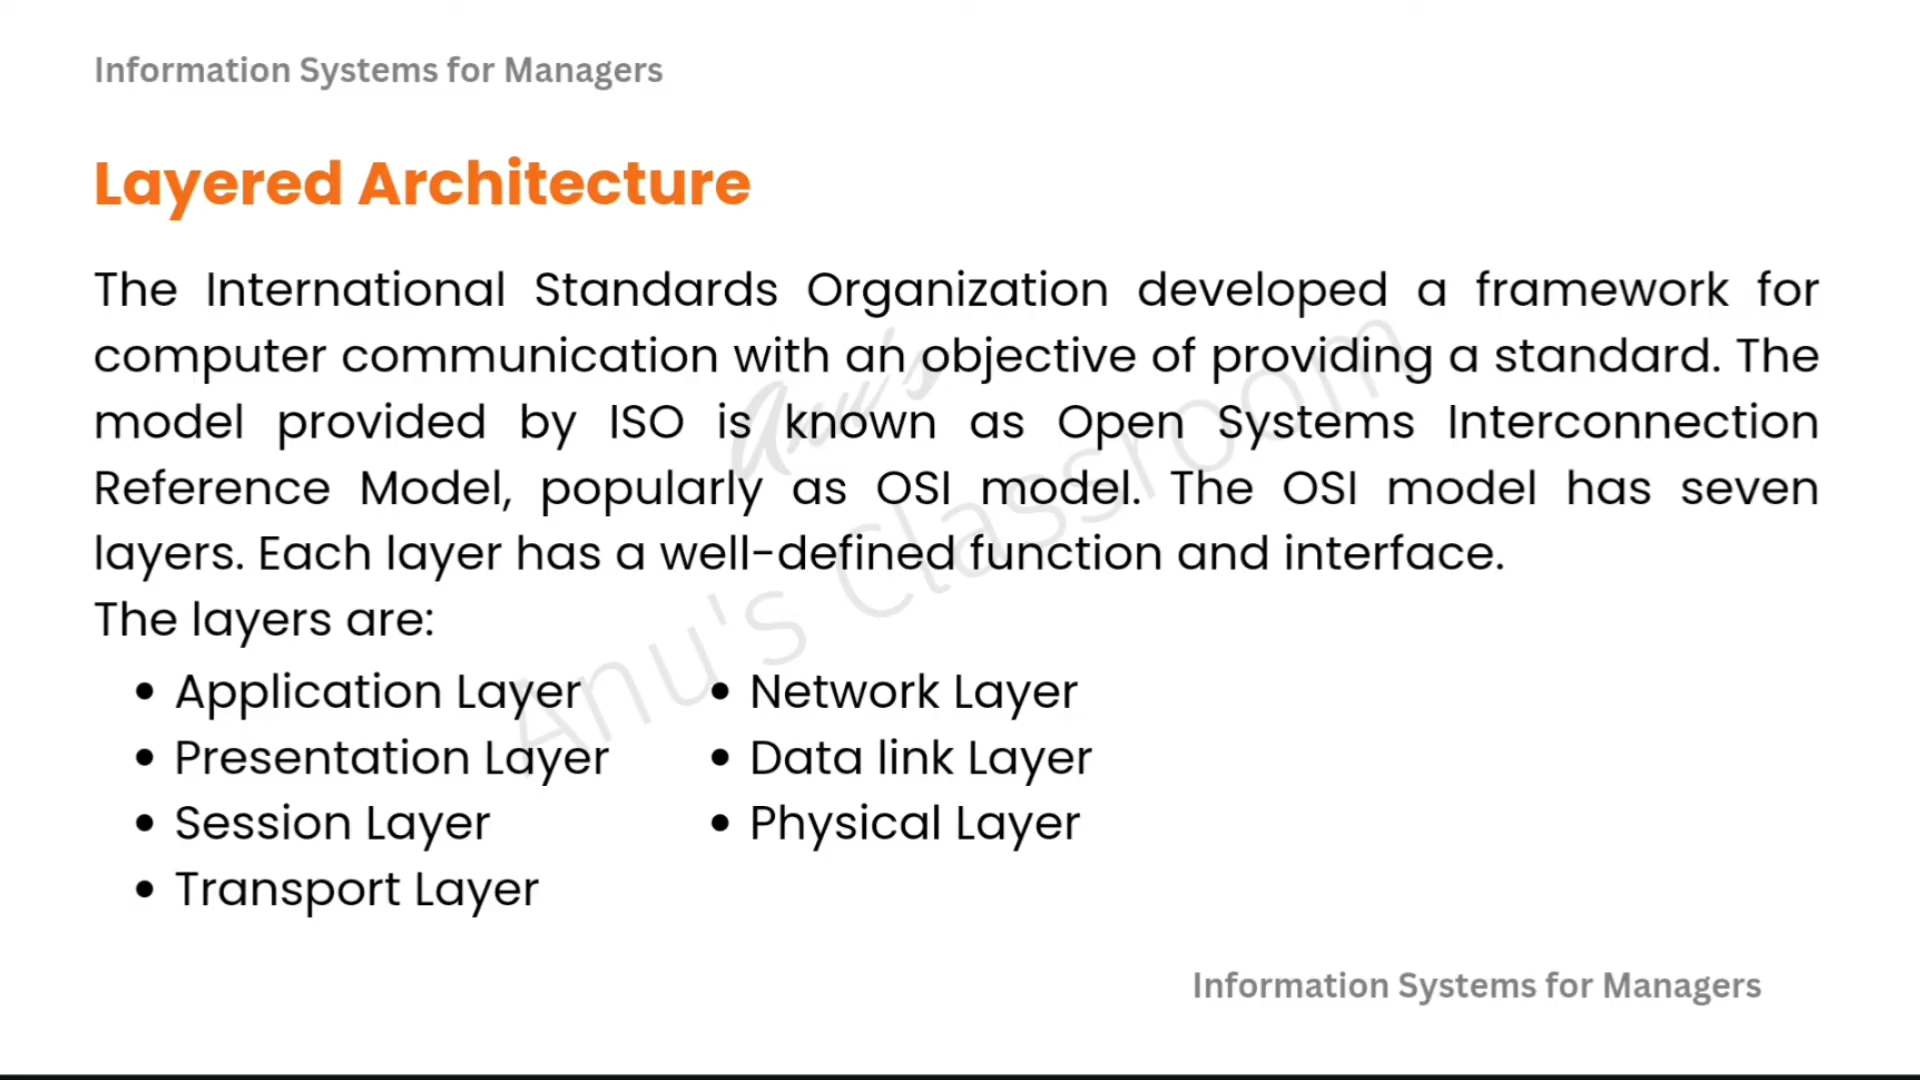 Information Systems for Managers
Layered Architecture
The International Standards Organization developed a framework for
computer communication with an objective of providing a standard. The
model provided by ISO is known as Open Systems Interconnection
Reference Model, popularly as OSI model. The OSI model has seven
layers. Each layer has a well-defined function and interface.
The layers are:
• Application Layer
• Presentation Layer
• Session Layer
• Transport Layer
• Network Layer
• Data link Layer
• Physical Layer
Anu's
Anu's Classroom
Information Systems for Managers